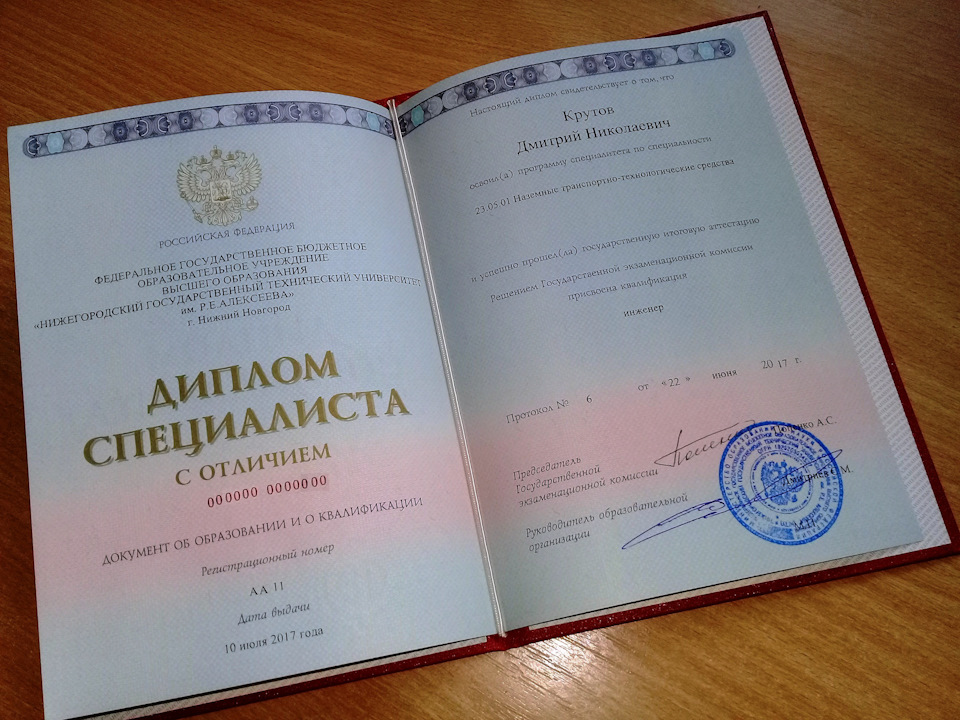 РОССИЙСКАЯ ФЕДЕРАЦИЯ
ФЕДЕРАЛЬНОЕ ГОСУДАРСТВЕННОЕ БЮДЖЕТНОЕ
ОБРАЗОВАТЕЛЬНОЕ УЧРЕЖДЕНИЕ
ВЫСШЕГО ОБРАЗОВАНИЯ
«НИЖЕГОРОДСКИЙ ГОСУДАРСТВЕННЫЙ ТЕХНИЧЕСКИЙ УНИВЕРСИТЕТ
им. Р.Е.АЛЕКСЕЕВА»
г. Нижний Новгород
ДИПЛОМ
СПЕЦИАЛИСТА
С ОТЛИЧИЕМ
000000 0000000
ДОКУМЕНТ ОБ ОБРАЗОВАНИИ И О КВАЛИФИКАЦИИ
Регистрационный номер
АА 11
Дата выдачи
10 июля 2017 года
Настоящий диплом свидетельствует о том, что
Крутов
Дмитрий Николаевич
освоил(а) программу специалитета по специальности
23.05.01 Наземные транспортно-технологические средства
и успешно прошел(ла) государственную итоговую аттестацию
Решением Государственной экзаменационной комиссии
присвоена квалификация
инженер
Протокол № 6 от «22» июня 2017 г.
Председатель
Государственной
экзаменационной комиссии
А.С.
Руководитель образовательной
организации
М.П.